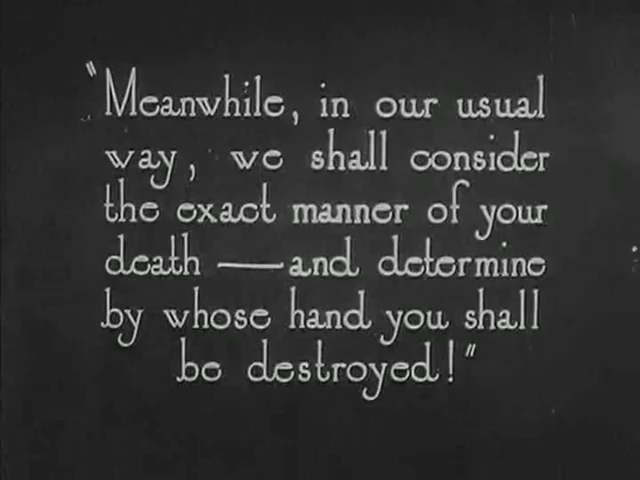 "Meanwhile, in our usual
way, we shall consider
the exact manner of your
death — and determine
by whose hand you shall
be destroyed!"